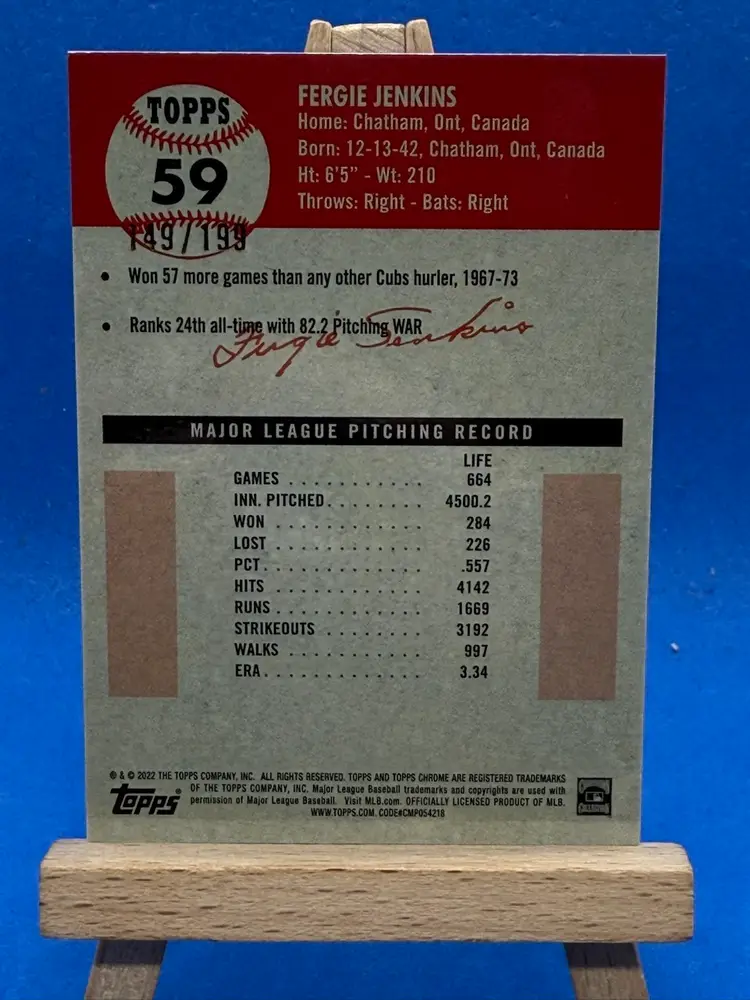 TOPPS
59
149/199
FERGIE JENKINS
Home: Chatham, Ont, Canada
Born: 12-13-42, Chatham, Ont, Canada
Ht: 6'5" - Wt: 210
Throws: Right - Bats: Right
• Won 57 more games than any other Cubs hurler, 1967-73
• Ranks 24th all-time with 82.2 Pitching WAR
Fergie Jenkins
MAJOR LEAGUE PITCHING RECORD
LIFE
GAMES . . . . . . . . . . . 664
INN. PITCHED. . . . . . . . 4500.2
WON . . . . . . . . . . . . 284
LOST . . . . . . . . . . . . 226
PCT. . . . . . . . . . . . . .557
HITS . . . . . . . . . . . . 4142
RUNS . . . . . . . . . . . . 1669
STRIKEOUTS . . . . . . . . 3192
WALKS . . . . . . . . . . . 997
ERA. . . . . . . . . . . . . 3.34
® & © 2022 THE TOPPS COMPANY, INC. ALL RIGHTS RESERVED. TOPPS AND TOPPS CHROME ARE REGISTERED TRADEMARKS
OF THE TOPPS COMPANY, INC. Major League Baseball trademarks and copyrights are used with
permission of Major League Baseball. Visit MLB.com. OFFICIALLY LICENSED PRODUCT OF MLB.
WWW.TOPPS.COM. CODE#CMP054218
topps®